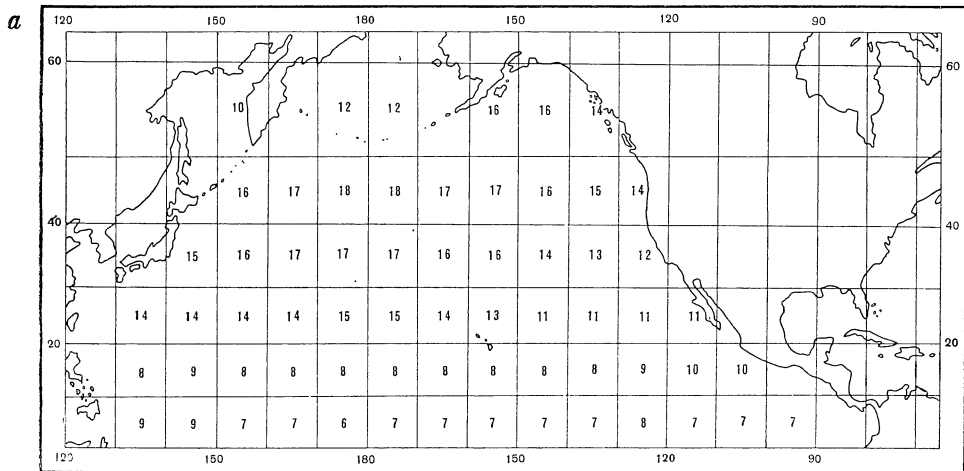 a
120 150 180 150 120 90
60 60
10 12 12 16 16 14
16 17 18 18 17 17 16 15 14
40 40
15 16 17 17 17 16 16 14 13 12
14 14 14 14 15 15 14 13 11 11 11 11
20 20
8 9 8 8 8 8 8 8 8 8 9 10 10
9 9 7 7 6 7 7 7 7 7 8 7 7 7
120 150 180 150 120 90